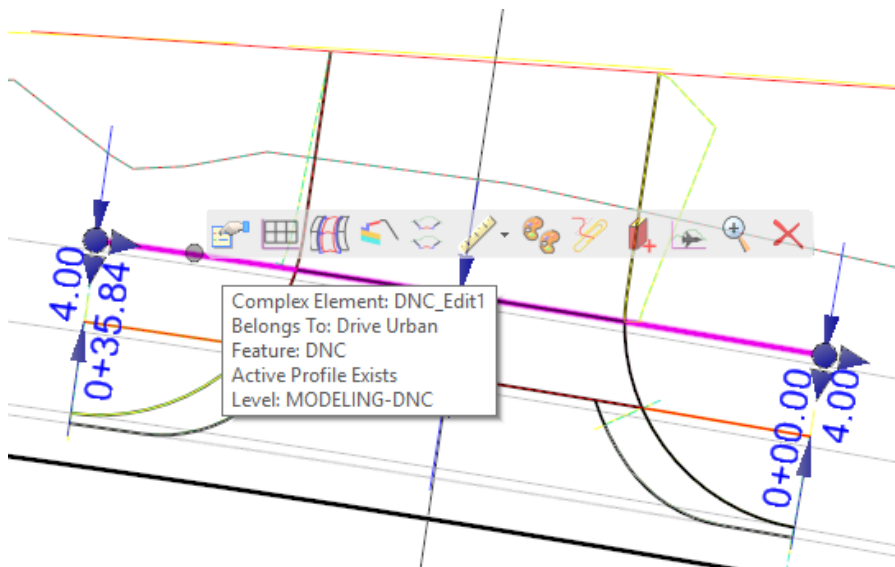 4.00
0+35.84
Complex Element: DNC_Edit1
Belongs To: Drive Urban
Feature: DNC
Active Profile Exists
Level: MODELING-DNC
0+00.00
4.00